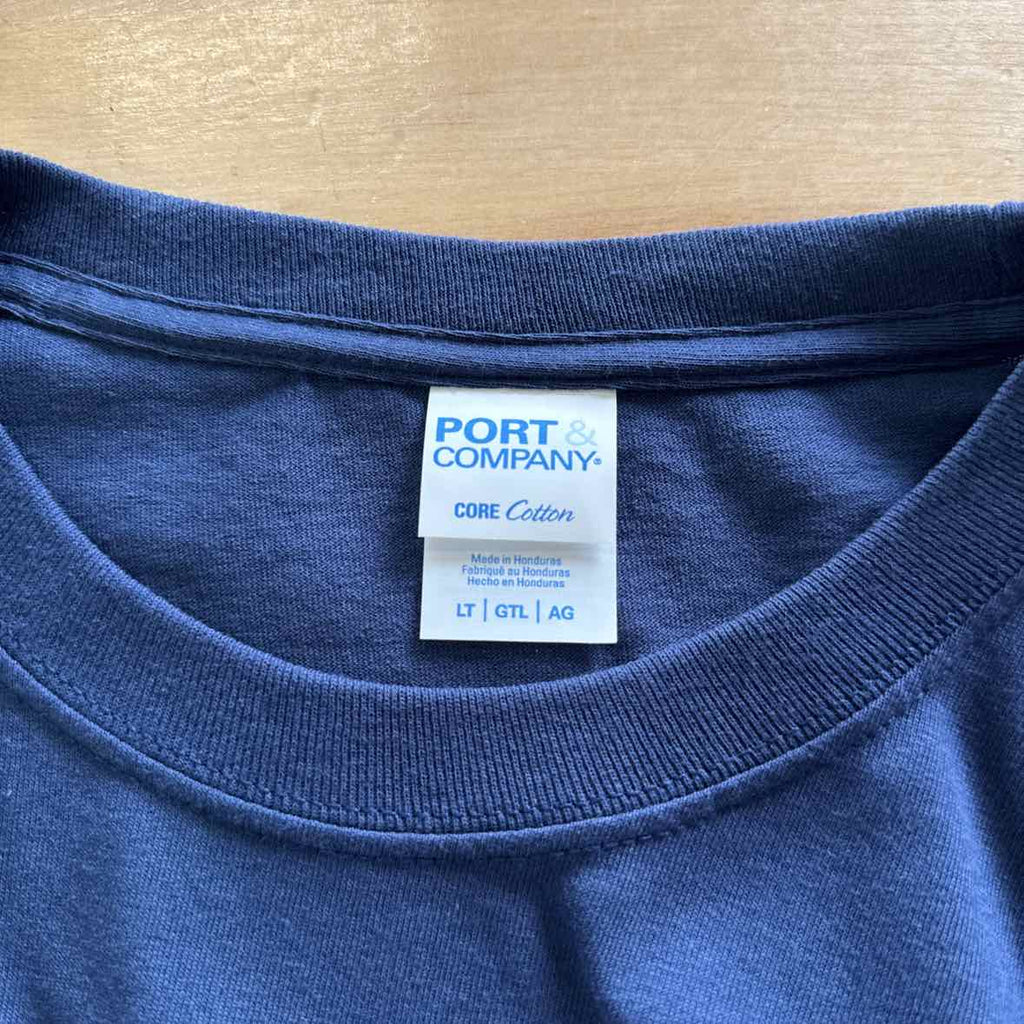 PORT &
COMPANY®
CORE Cotton
Made in Honduras
Fabriqué au Honduras
Hecho en Honduras
LT | GTL | AG